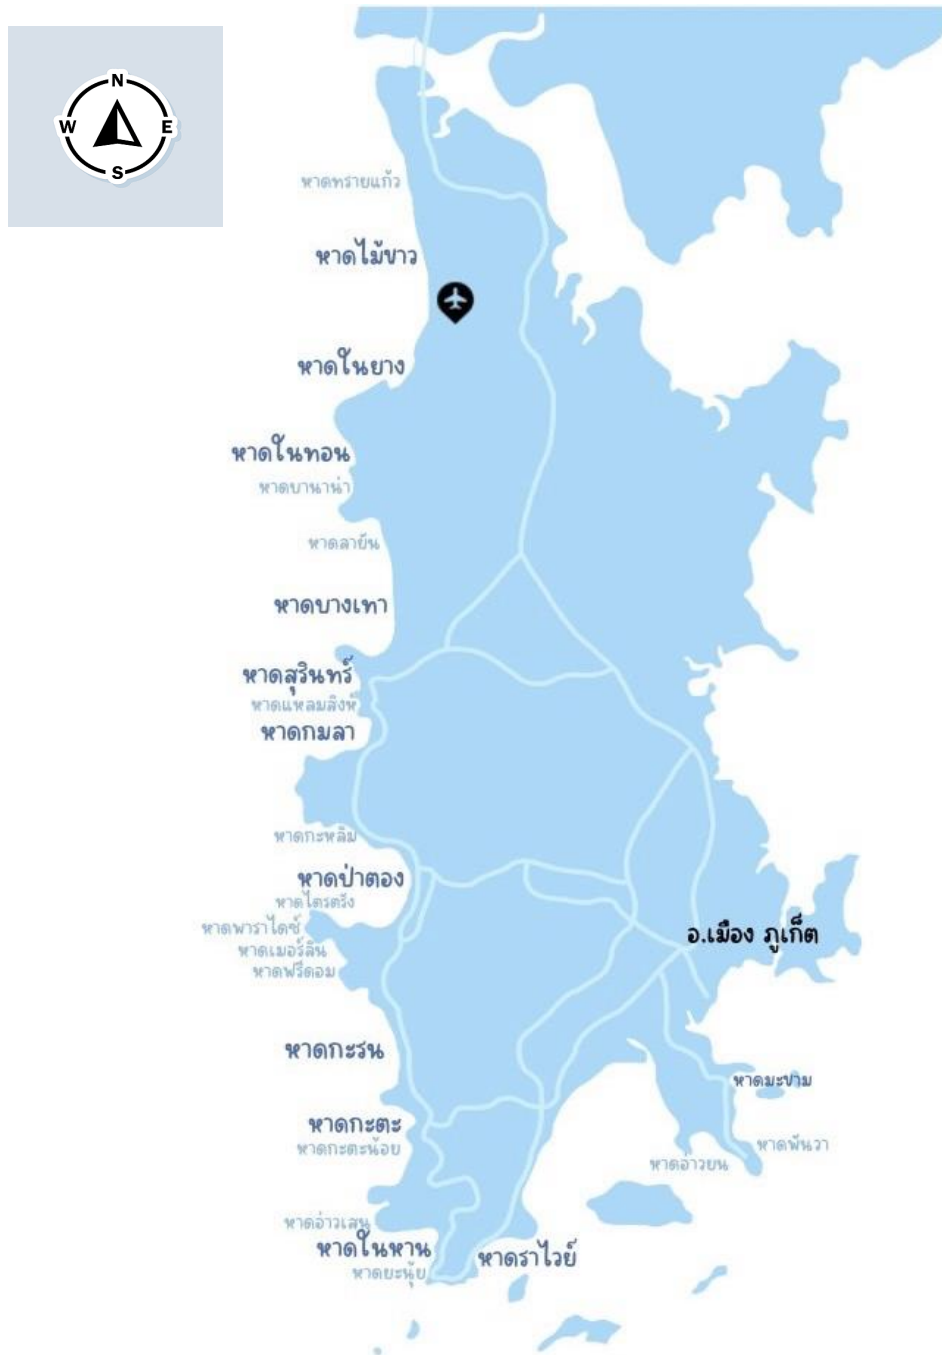 N
W E
S
หาดทรายแก้ว
หาดไม้ขาว
หาดในยาง
หาดในทอน
หาดบานาน่า
หาดลายัน
หาดบางเทา
หาดสุรินทร์
หาดแหลมสิงห์
หาดกมลา
หาดกะหลิม
หาดป่าตอง
หาดไตรตรัง
หาดพาราไดซ์
หาดเมอร์ลิน
หาดฟรีดอม
อ.เมือง ภูเก็ต
หาดกะรน
หาดมะขาม
หาดกะตะ
หาดกะตะน้อย
หาดพันวา
หาดอ่าวยน
หาดอ่าวเสน
หาดในหาน
หาดราไวย์
หาดยะนุ้ย